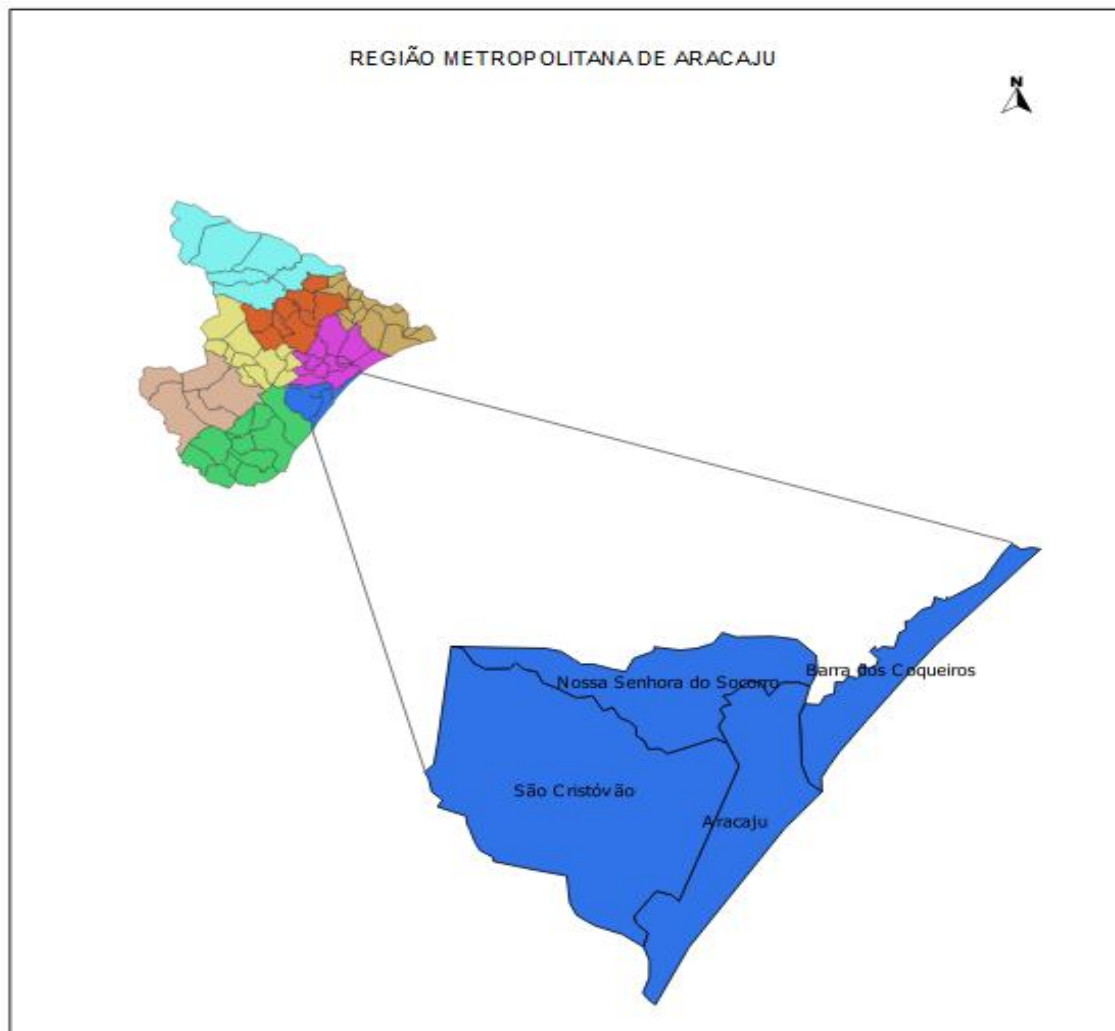 REGIÃO METROPOLITANA DE ARACAJU
N
Barra dos Coqueiros
Nossa Senhora do Socorro
São Cristóvão
Aracaju